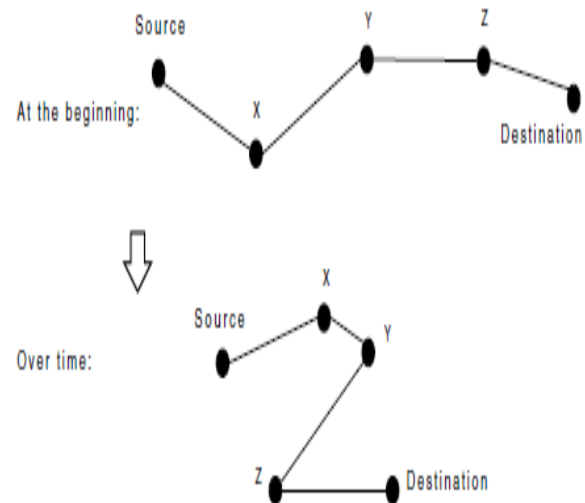 Y
Z
Source
At the beginning:
X
Destination
X
Source
Y
Over time:
Z
Destination